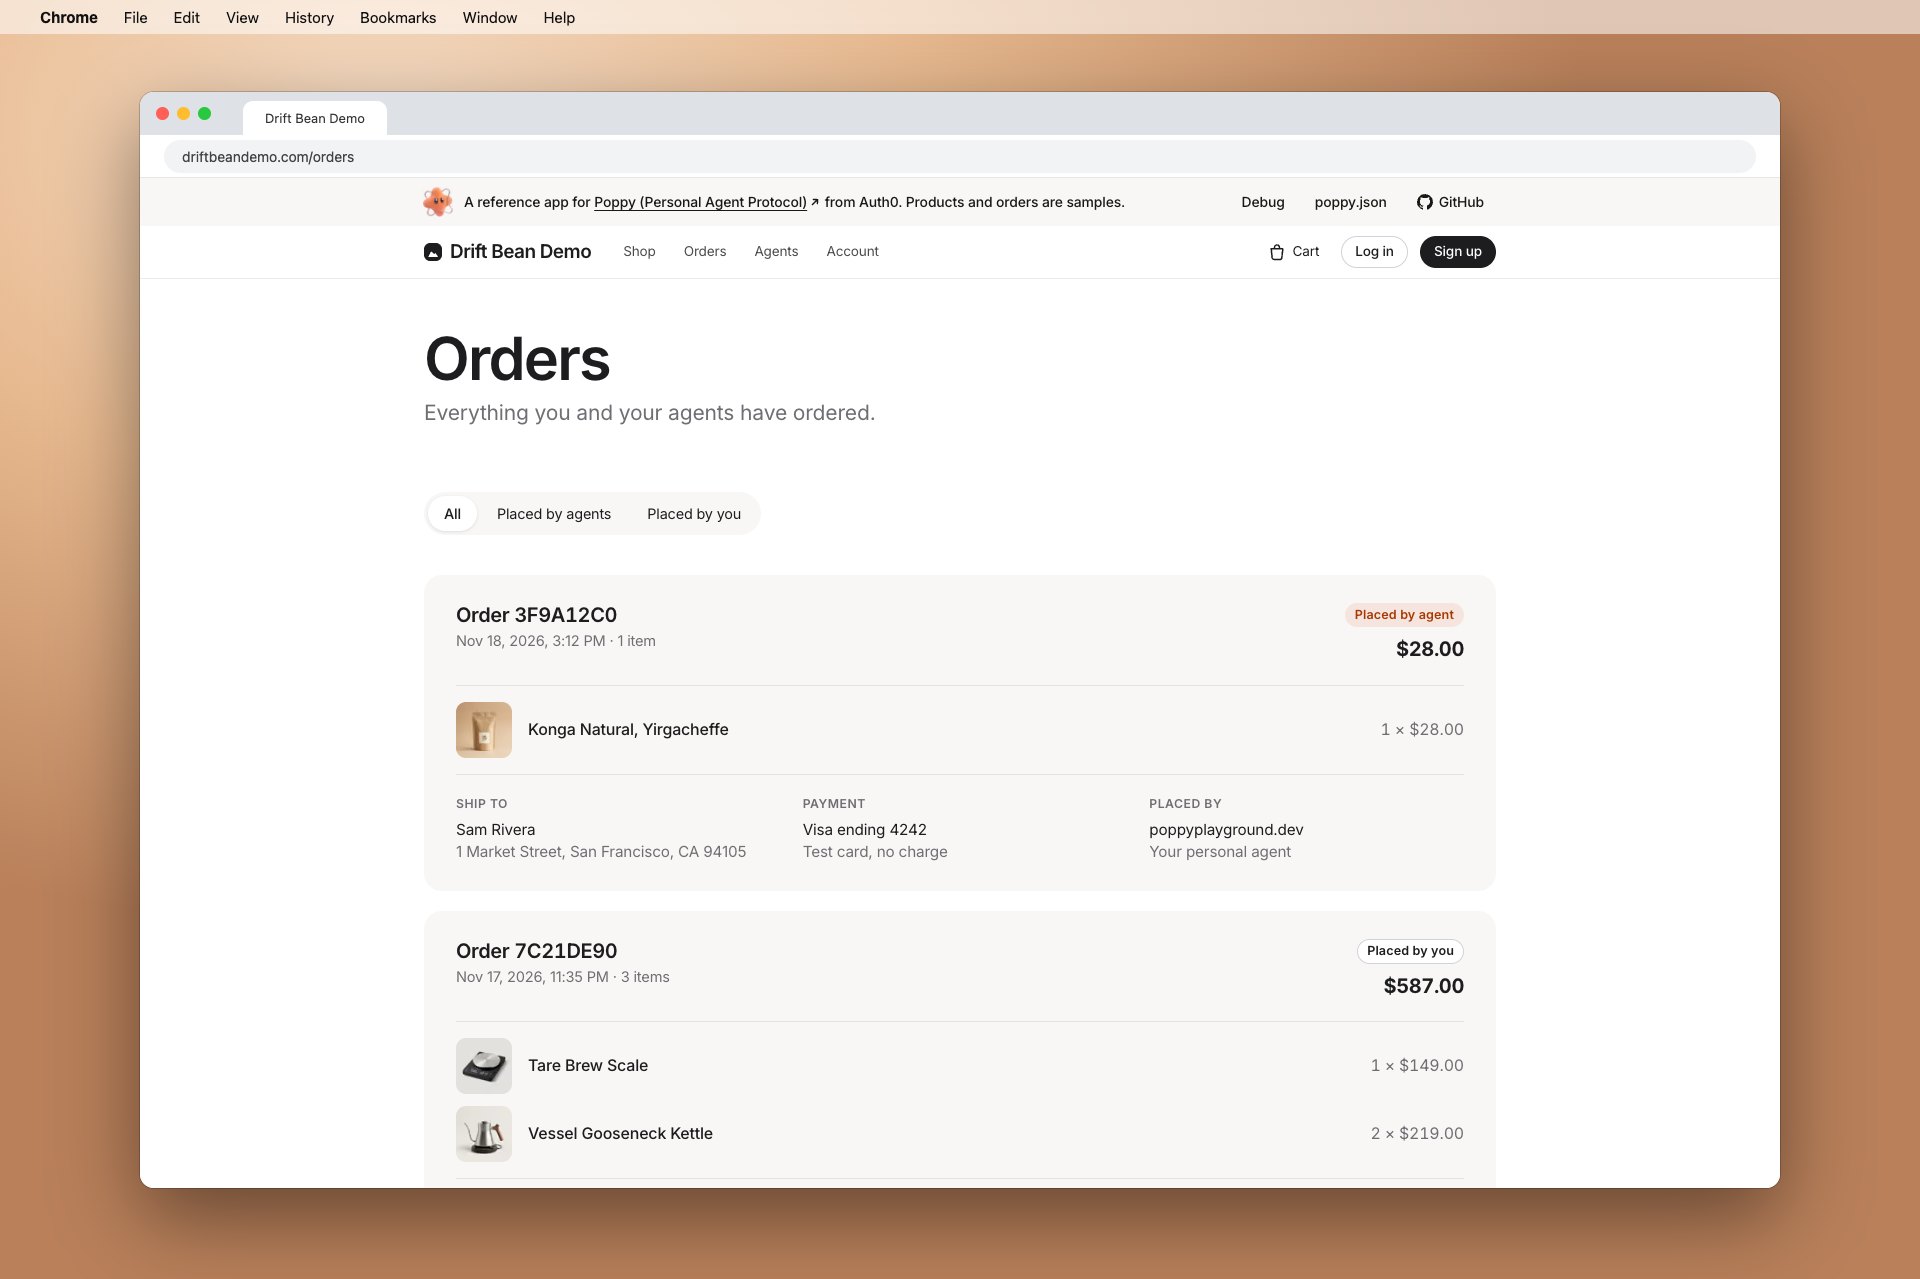 Chrome File Edit View History Bookmarks Window Help
Drift Bean Demo
driftbeandemo.com/orders
A reference app for Poppy (Personal Agent Protocol) ↗ from Auth0. Products and orders are samples. Debug poppy.json GitHub
Drift Bean Demo Shop Orders Agents Account Cart Log in Sign up
Orders
Everything you and your agents have ordered.
All Placed by agents Placed by you
Order 3F9A12C0 Placed by agent
Nov 18, 2026, 3:12 PM · 1 item $28.00
Konga Natural, Yirgacheffe 1 × $28.00
SHIP TO PAYMENT PLACED BY
Sam Rivera Visa ending 4242 poppyplayground.dev
1 Market Street, San Francisco, CA 94105 Test card, no charge Your personal agent
Order 7C21DE90 Placed by you
Nov 17, 2026, 11:35 PM · 3 items $587.00
Tare Brew Scale 1 × $149.00
Vessel Gooseneck Kettle 2 × $219.00